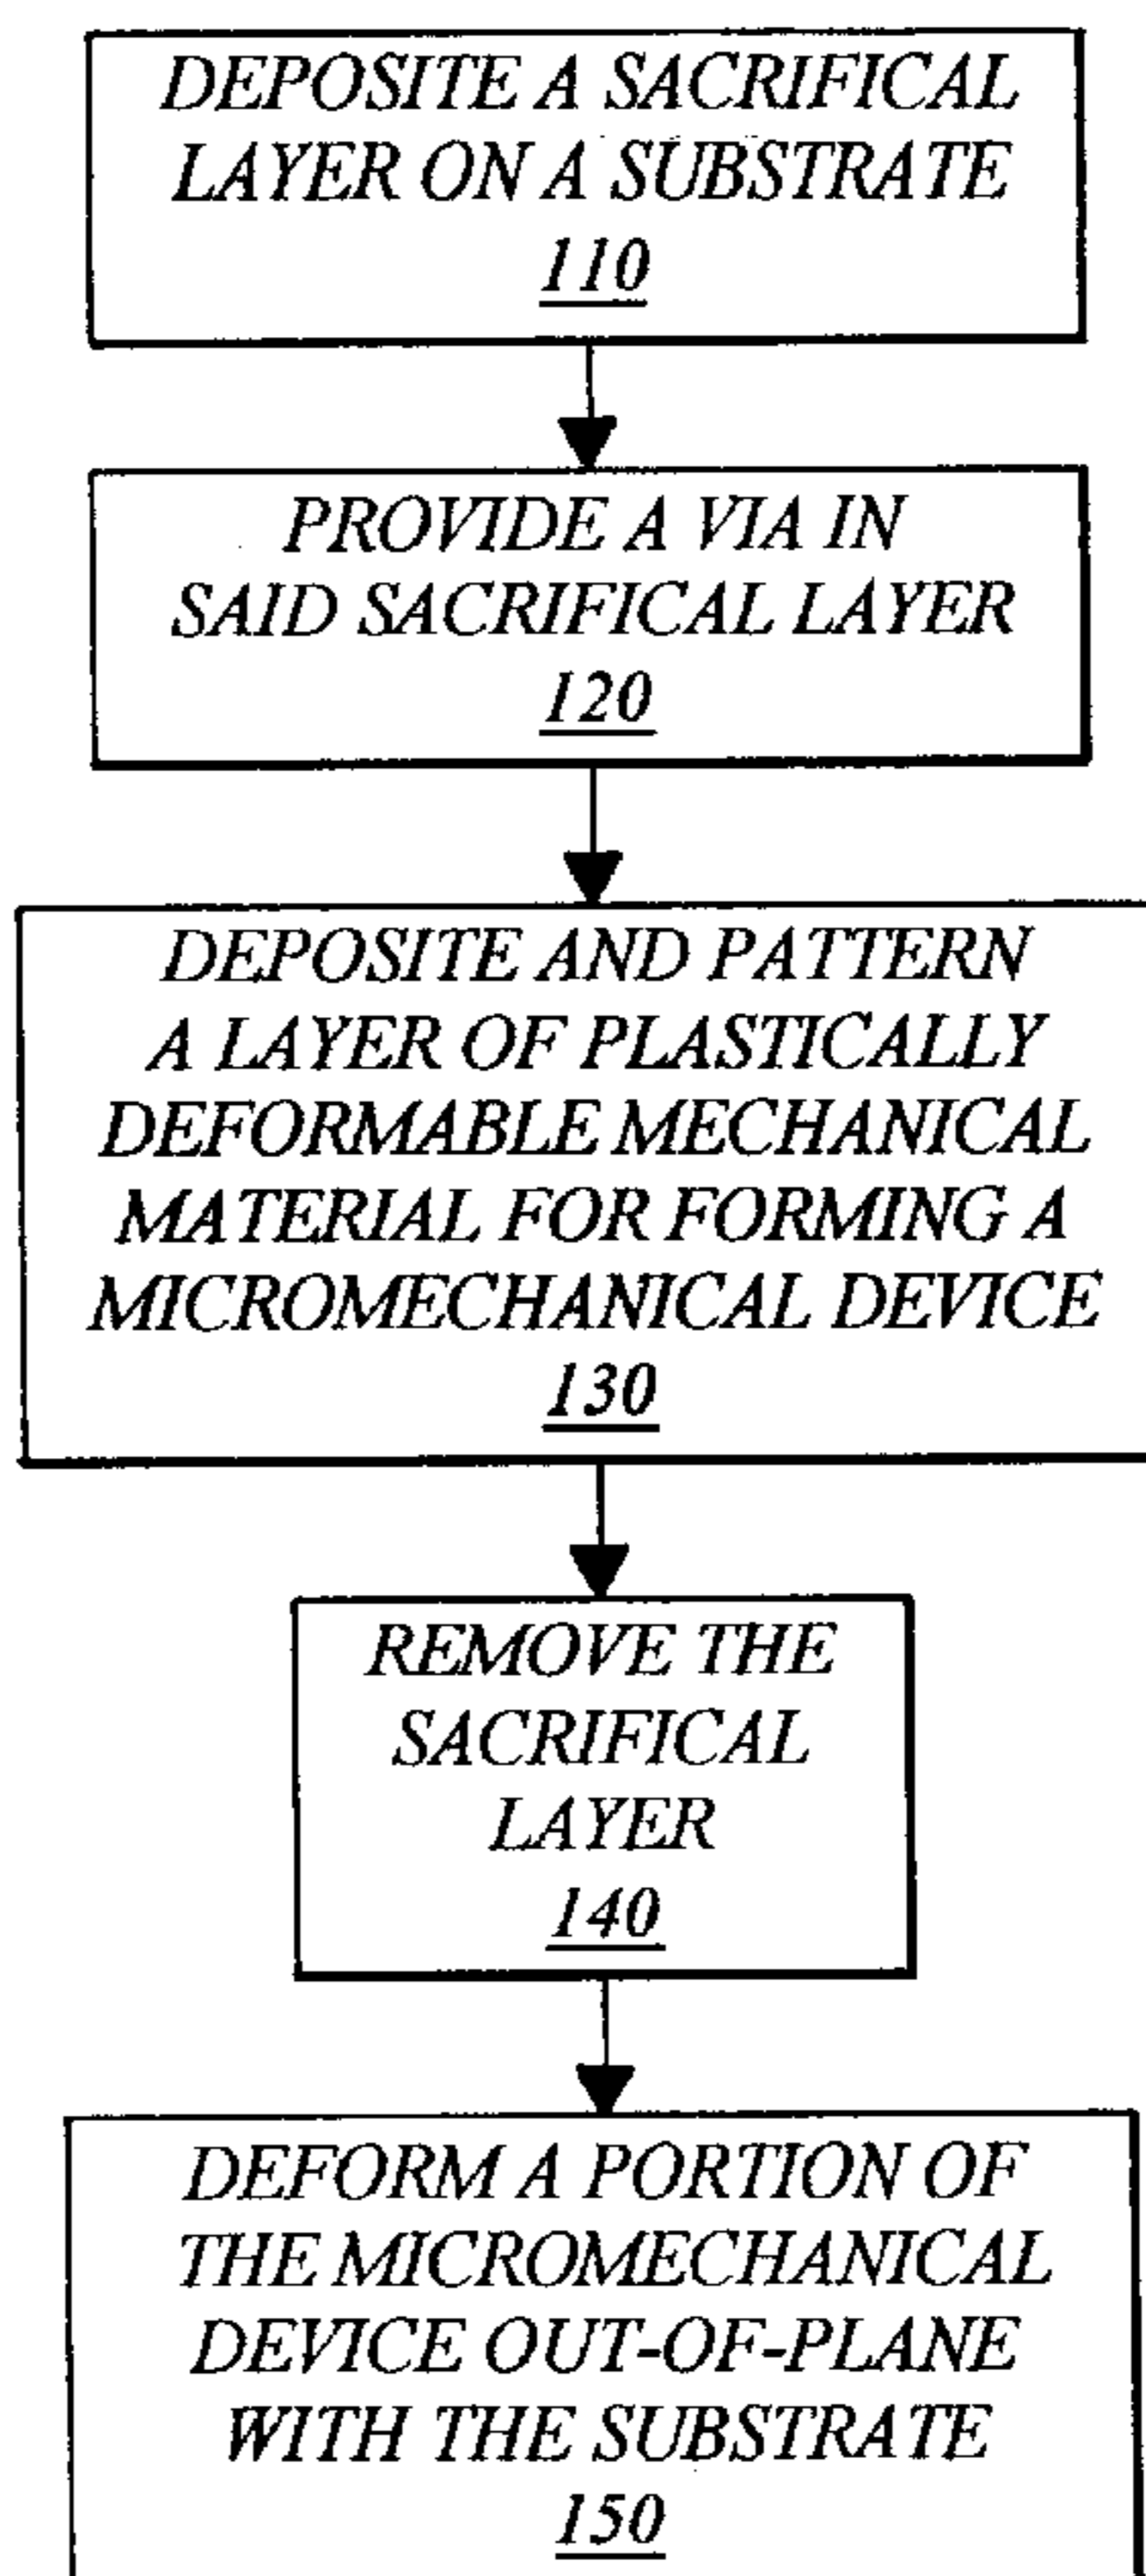 DEPOSITE A SACRIFICAL
LAYER ON A SUBSTRATE
110
PROVIDE A VIA IN
SAID SACRIFICAL LAYER
120
DEPOSITE AND PATTERN
A LAYER OF PLASTICALLY
DEFORMABLE MECHANICAL
MATERIAL FOR FORMING A
MICROMECHANICAL DEVICE
130
REMOVE THE
SACRIFICAL
LAYER
140
DEFORM A PORTION OF
THE MICROMECHANICAL
DEVICE OUT-OF-PLANE
WITH THE SUBSTRATE
150